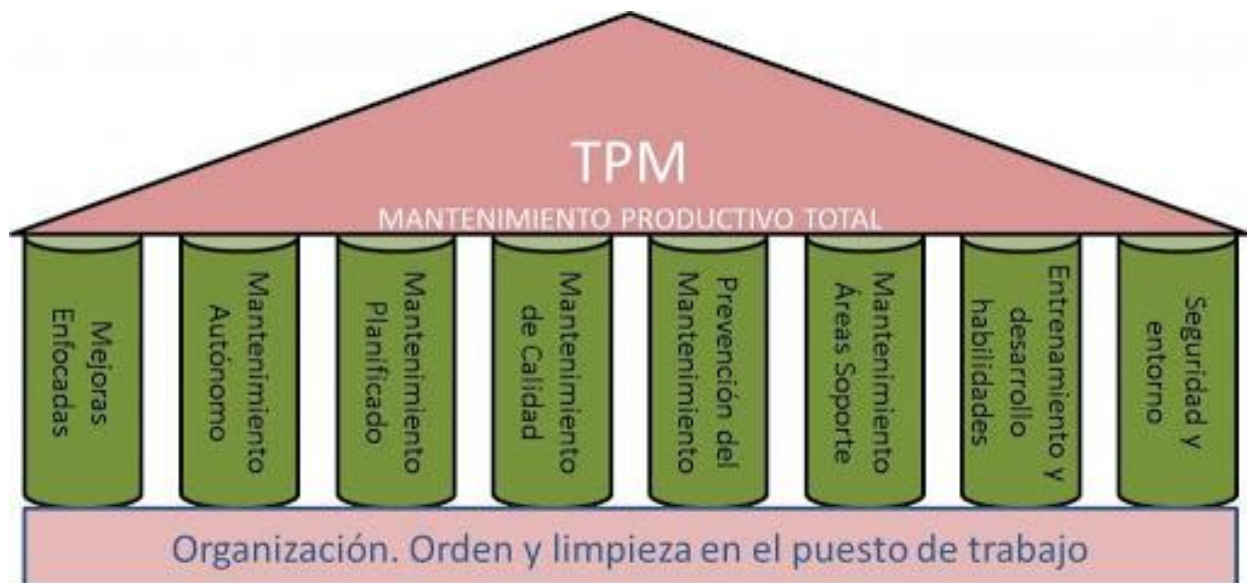 TPM
MANTENIMIENTO PRODUCTIVO TOTAL
Mejoras
Enfocadas
Mantenimiento
Autónomo
Mantenimiento
Planificado
Mantenimiento
de Calidad
Prevención del
Mantenimiento
Mantenimiento
Áreas Soporte
Entrenamiento y
desarrollo
habilidades
Seguridad y
entorno
Organización. Orden y limpieza en el puesto de trabajo